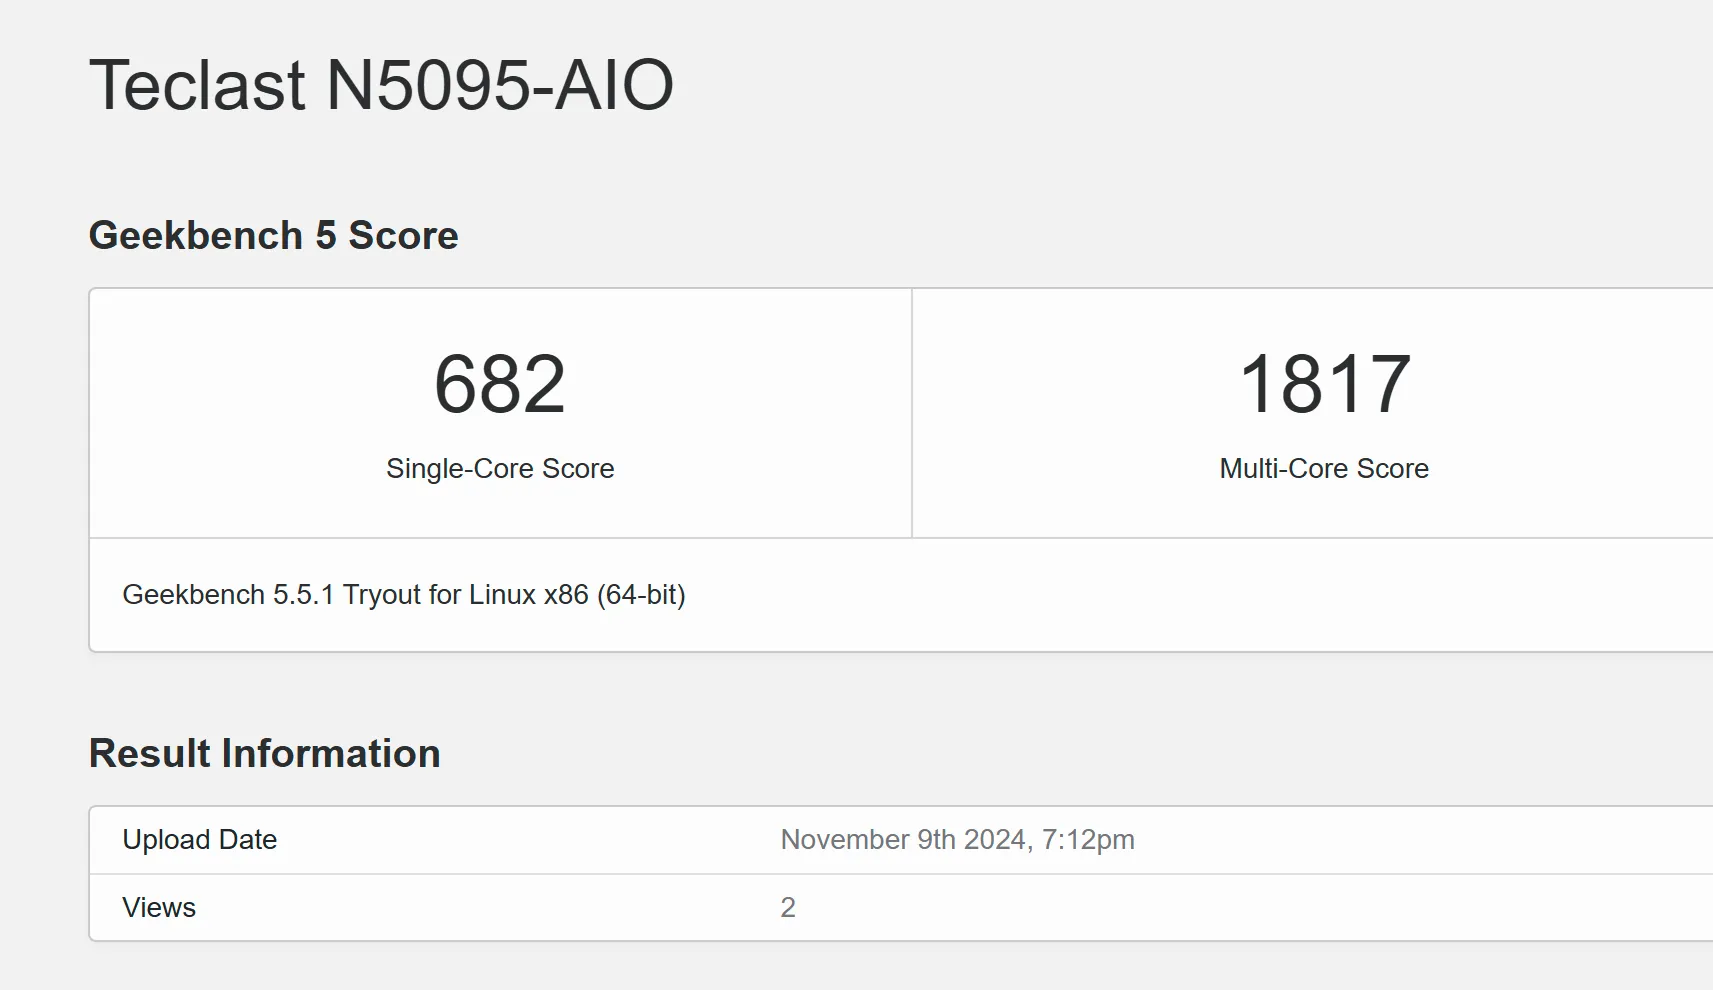 Teclast N5095-AIO
Geekbench 5 Score
682
Single-Core Score
1817
Multi-Core Score
Geekbench 5.5.1 Tryout for Linux x86 (64-bit)
Result Information
Upload Date November 9th 2024, 7:12pm
Views 2